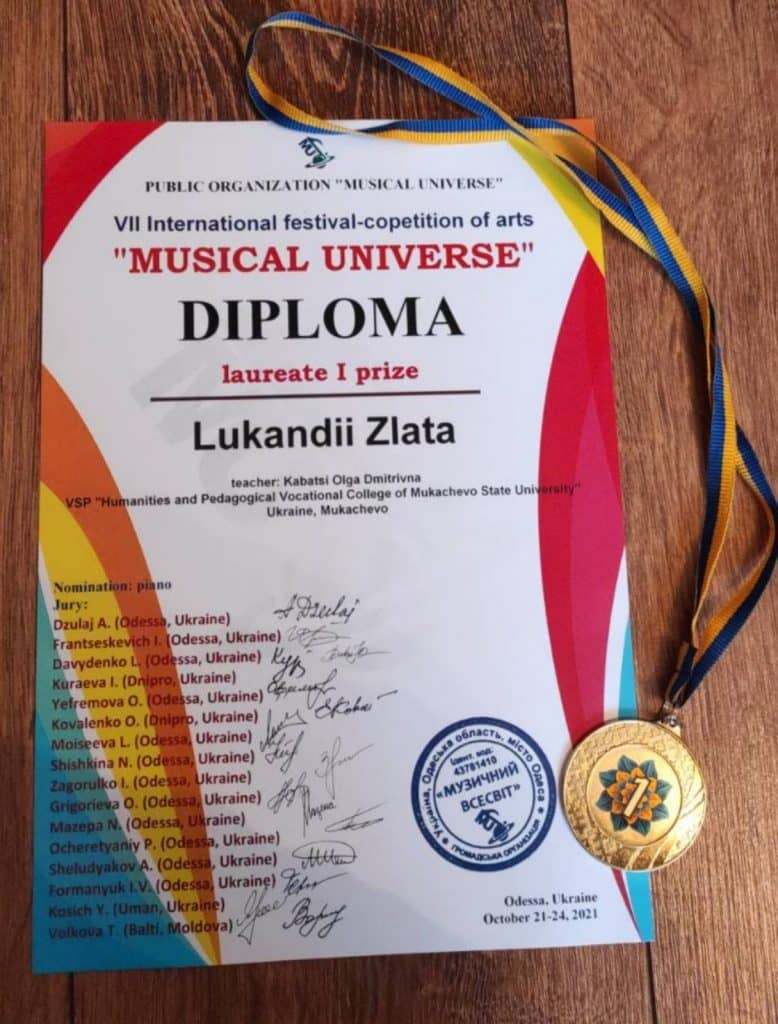 PUBLIC ORGANIZATION "MUSICAL UNIVERSE"
VII International festival-copetition of arts
"MUSICAL UNIVERSE"
DIPLOMA
laureate I prize
Lukandii Zlata
teacher: Kabatsi Olga Dmitrivna
VSP "Humanities and Pedagogical Vocational College of Mukachevo State University"
Ukraine, Mukachevo
Nomination: piano
Jury:
Dzulaj A. (Odessa, Ukraine)
Frantseskevich I. (Odessa, Ukraine)
Davydenko L. (Odessa, Ukraine)
Kuraeva I. (Dnipro, Ukraine)
Yefremova O. (Odessa, Ukraine)
Kovalenko O. (Dnipro, Ukraine)
Moiseeva L. (Odessa, Ukraine)
Shishkina N. (Odessa, Ukraine)
Zagorulko I. (Odessa, Ukraine)
Grigorieva O. (Odessa, Ukraine)
Mazepa N. (Odessa, Ukraine)
Ocheretyaniy P. (Odessa, Ukraine)
Sheludyakov A. (Odessa, Ukraine)
Formanyuk I.V. (Odessa, Ukraine)
Kosich Y. (Uman, Ukraine)
Volkova T. (Balti, Moldova)
A Dzulaj
Україна, Одеська область, місто Одеса
Ідент. код:
43781410
«МУЗИЧНИЙ
ВСЕСВІТ»
ГРОМАДСЬКА ОРГАНІЗАЦІЯ
1
Odessa, Ukraine
October 21-24, 2021